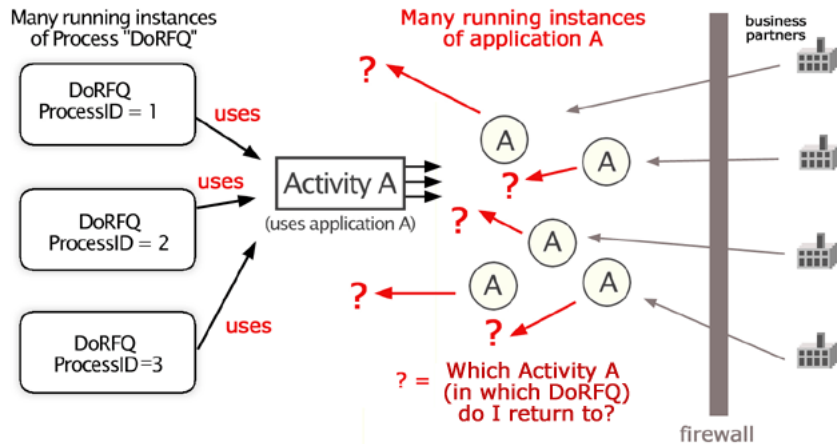 Many running instances
of Process "DoRFQ"
DoRFQ
ProcessID = 1
uses
DoRFQ
ProcessID = 2
uses
DoRFQ
ProcessID =3
uses
Activity A
(uses application A)
Many running instances
of application A
?
A
?
A
?
A
?
A
?
A
? = Which Activity A
(in which DoRFQ)
do I return to?
business
partners
firewall